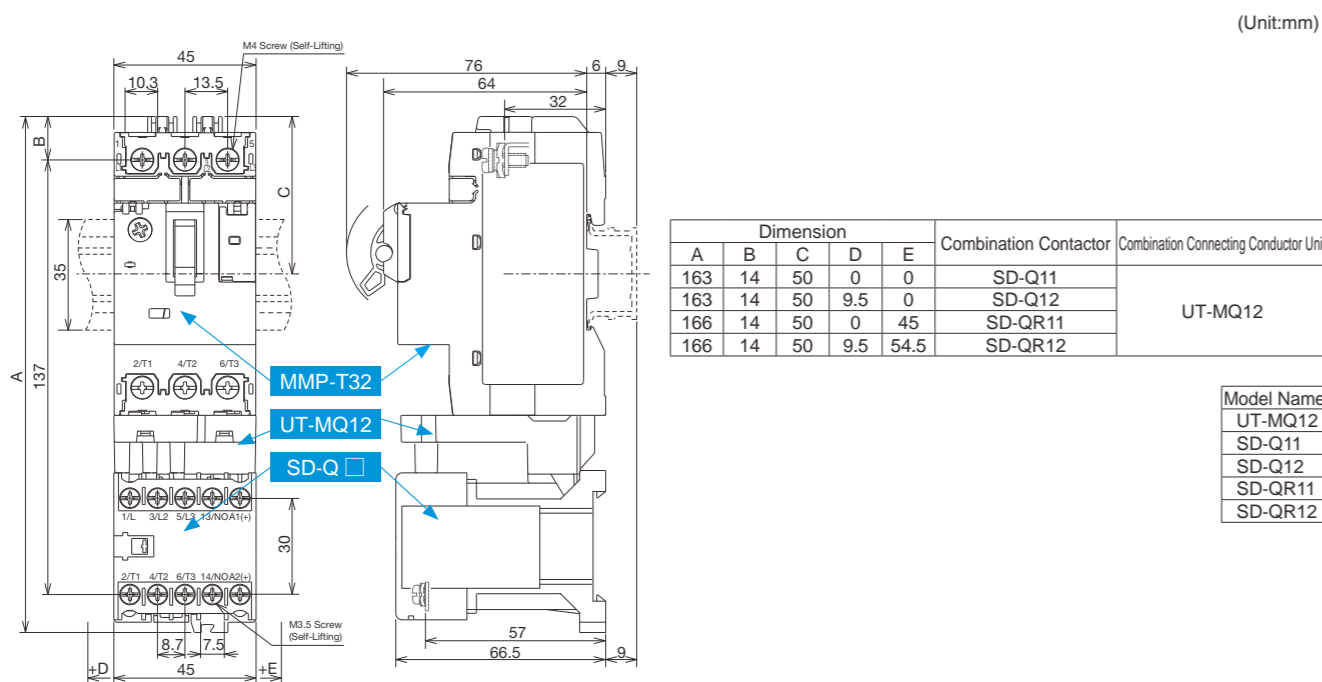 (Unit:mm)
M4 Screw (Self-Lifting)
45
10.3
13.5
76
6
9
64
32
B
C
1
5
35
A
137
2/T1 4/T2 6/T3
MMP-T32
UT-MQ12
SD-Q □
1/L 3/L2 5/L3 13/NO A1(+)
30
2/T1 4/T2 6/T3 14/NO A2(+)
M3.5 Screw
(Self-Lifting)
8.7
7.5
57
+D
45
+E
66.5
9
Dimension Combination Contactor Combination Connecting Conductor Uni
A B C D E
163 14 50 0 0 SD-Q11
163 14 50 9.5 0 SD-Q12
UT-MQ12
166 14 50 0 45 SD-QR11
166 14 50 9.5 54.5 SD-QR12
Model Name
UT-MQ12
SD-Q11
SD-Q12
SD-QR11
SD-QR12